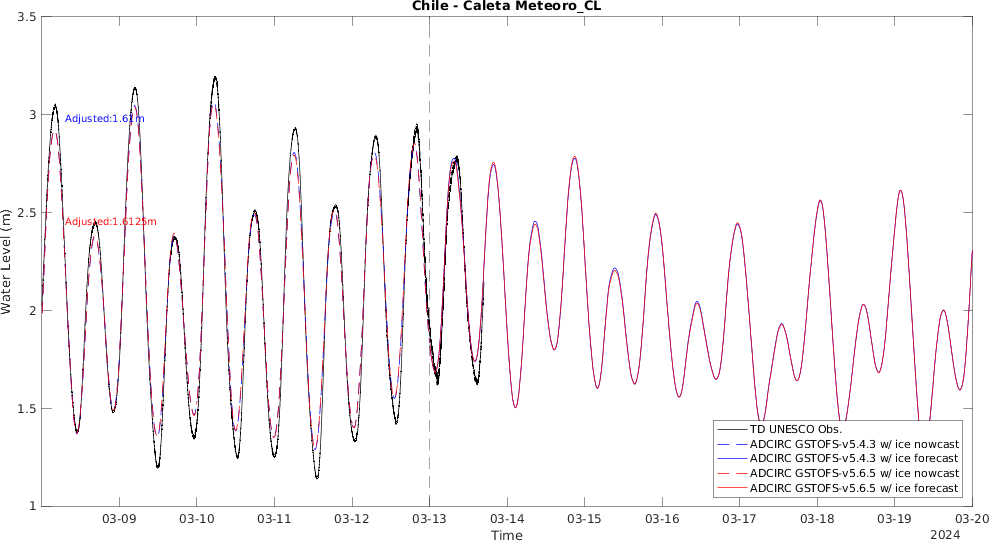 Chile - Caleta Meteoro_CL
3.5
3
2.5
2
1.5
1
Water Level (m)
Adjusted:1.61m
Adjusted:1.6125m
TD UNESCO Obs.
ADCIRC GSTOFS-v5.4.3 w/ ice nowcast
ADCIRC GSTOFS-v5.4.3 w/ ice forecast
ADCIRC GSTOFS-v5.6.5 w/ ice nowcast
ADCIRC GSTOFS-v5.6.5 w/ ice forecast
03-09 03-10 03-11 03-12 03-13 03-14 03-15 03-16 03-17 03-18 03-19 03-20
Time
2024